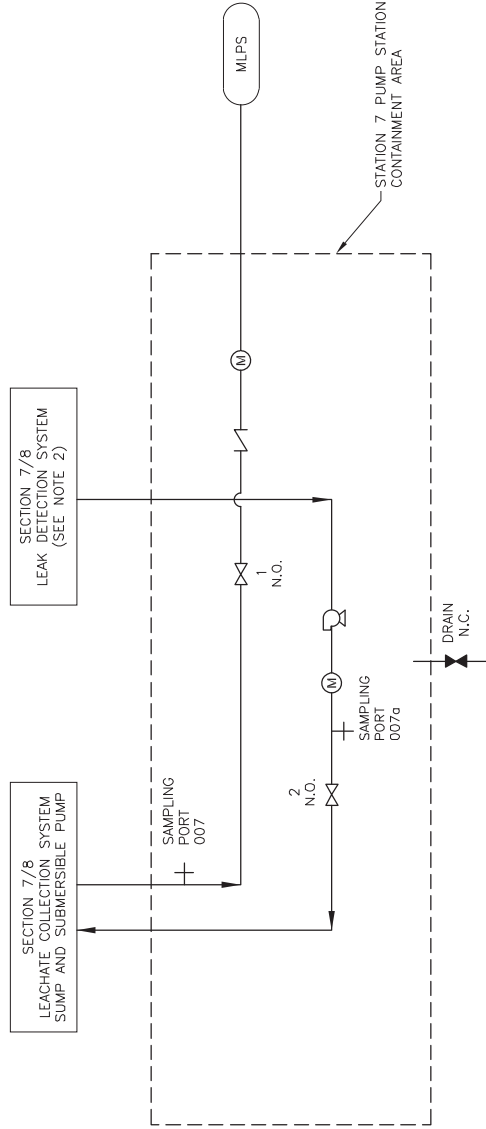 SECTION 7/8
LEACHATE COLLECTION SYSTEM
SUMP AND SUBMERSIBLE PUMP
SECTION 7/8
LEAK DETECTION SYSTEM
(SEE NOTE 2)
SAMPLING
PORT
007
1
N.O.
M
MLPS
2
N.O.
SAMPLING
PORT
007a
M
DRAIN
N.C.
STATION 7 PUMP STATION
CONTAINMENT AREA